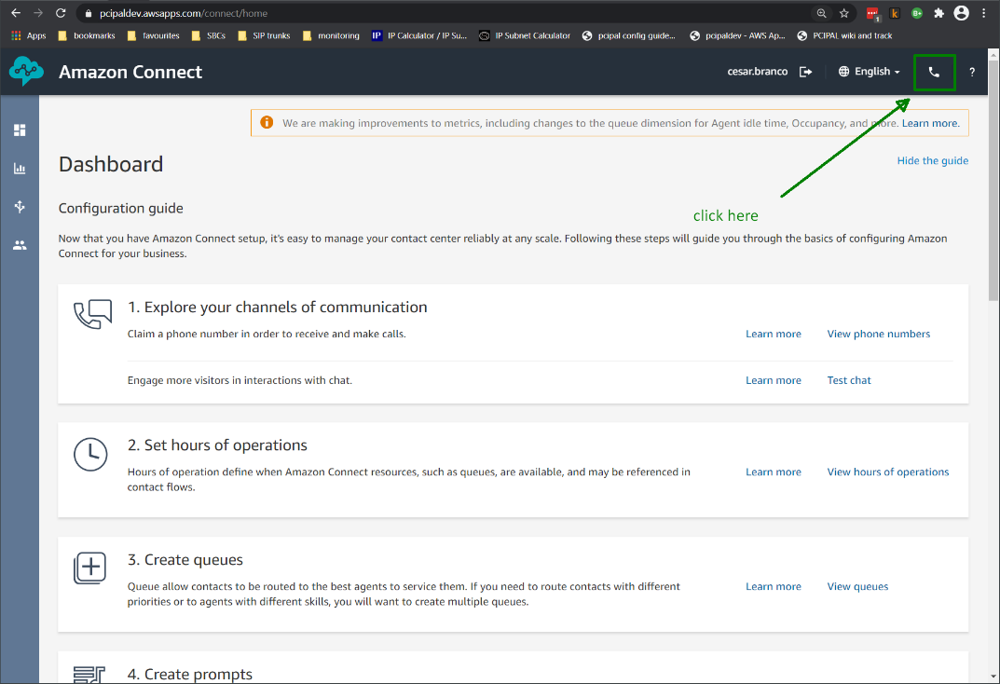 pcipaldev.awsapps.com/connect/home
1
k
B+
Apps bookmarks favourites SBCs SIP trunks monitoring IP IP Calculator / IP Su... IP Subnet Calculator pcipal config guide... pcipaldev - AWS Ap... PCIPAL wiki and track
Amazon Connect
cesar.branco
English
?
We are making improvements to metrics, including changes to the queue dimension for Agent idle time, Occupancy, and more. Learn more.
Dashboard
Hide the guide
Configuration guide
click here
Now that you have Amazon Connect setup, it's easy to manage your contact center reliably at any scale. Following these steps will guide you through the basics of configuring Amazon
Connect for your business.
1. Explore your channels of communication
Claim a phone number in order to receive and make calls. Learn more View phone numbers
Engage more visitors in interactions with chat. Learn more Test chat
2. Set hours of operations
Hours of operation define when Amazon Connect resources, such as queues, are available, and may be referenced in Learn more View hours of operations
contact flows.
3. Create queues
Queue allow contacts to be routed to the best agents to service them. If you need to route contacts with different Learn more View queues
priorities or to agents with different skills, you will want to create multiple queues.
4. Create prompts